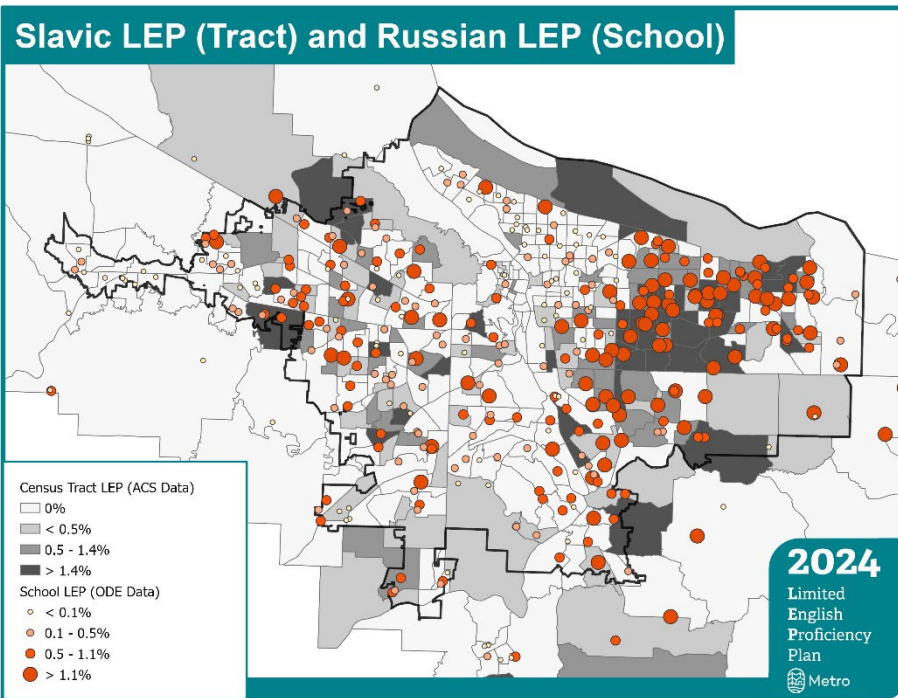 Slavic LEP (Tract) and Russian LEP (School)
Census Tract LEP (ACS Data)
0%
< 0.5%
0.5 - 1.4%
> 1.4%
School LEP (ODE Data)
< 0.1%
0.1 - 0.5%
0.5 - 1.1%
> 1.1%
2024
Limited
English
Proficiency
Plan
Metro